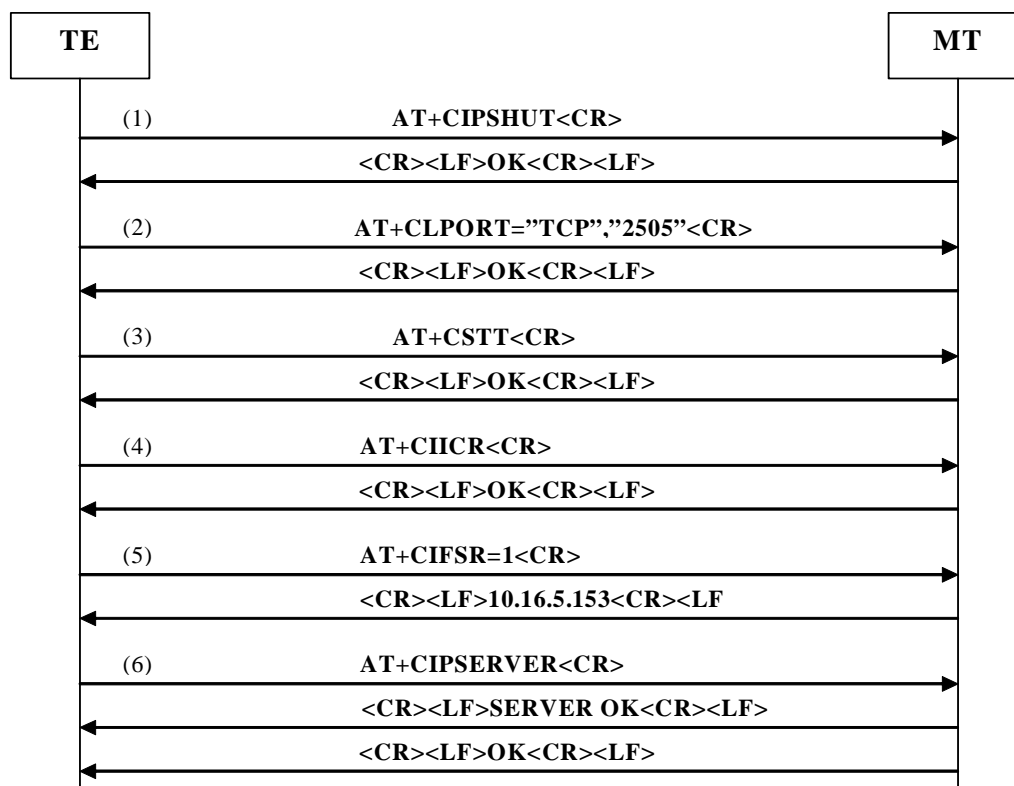 TE MT
(1) AT+CIPSHUT<CR>
<CR><LF>OK<CR><LF>
(2) AT+CLPORT=”TCP”,”2505”<CR>
<CR><LF>OK<CR><LF>
(3) AT+CSTT<CR>
<CR><LF>OK<CR><LF>
(4) AT+CIICR<CR>
<CR><LF>OK<CR><LF>
(5) AT+CIFSR=1<CR>
<CR><LF>10.16.5.153<CR><LF
(6) AT+CIPSERVER<CR>
<CR><LF>SERVER OK<CR><LF>
<CR><LF>OK<CR><LF>